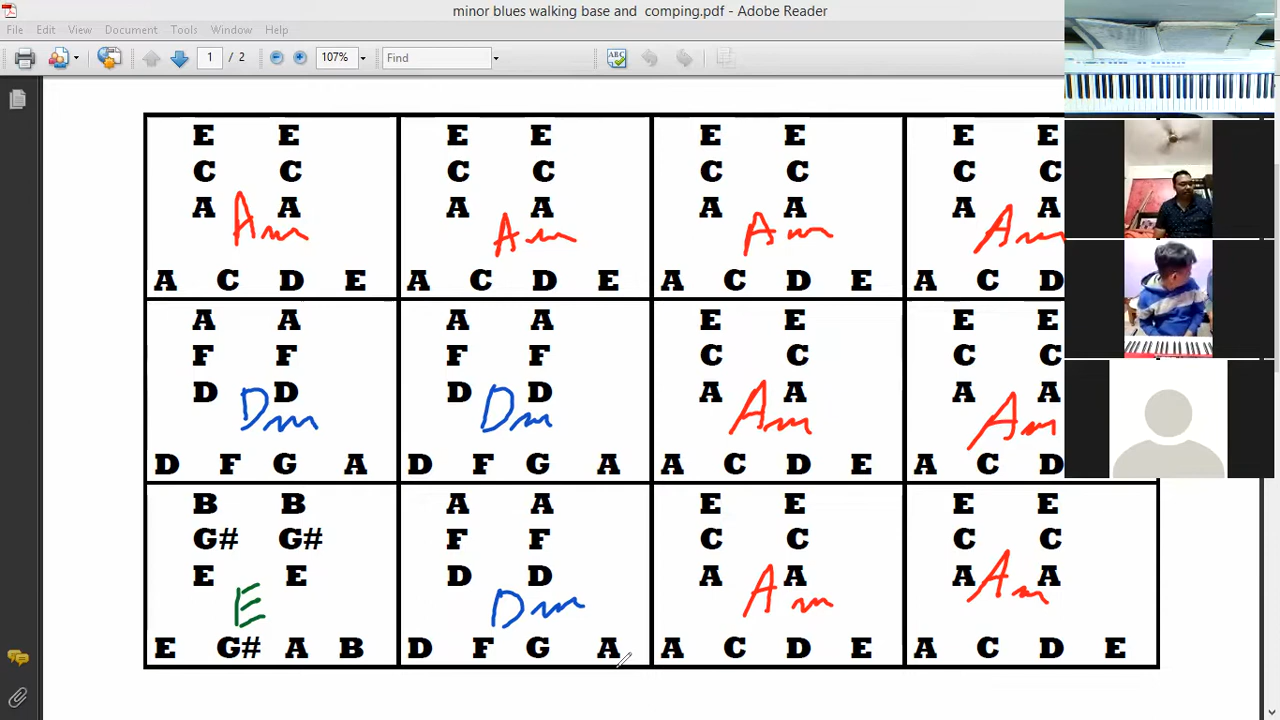 minor blues walking base and comping.pdf - Adobe Reader
File Edit View Document Tools Window Help
1 / 2 107% Find ABC
E E E E E E E E
C C C C C C C C
A A A A A A A A
Am Am Am Am
A C D E A C D E A C D E A C D
A A A A E E E E
F F F F C C C C
D D D D A A A A
Dm Dm Am Am
D F G A D F G A A C D E A C D
B B A A E E E E
G# G# F F C C C C
E E D D A A A A
E Dm Am Am
E G# A B D F G A A C D E A C D E